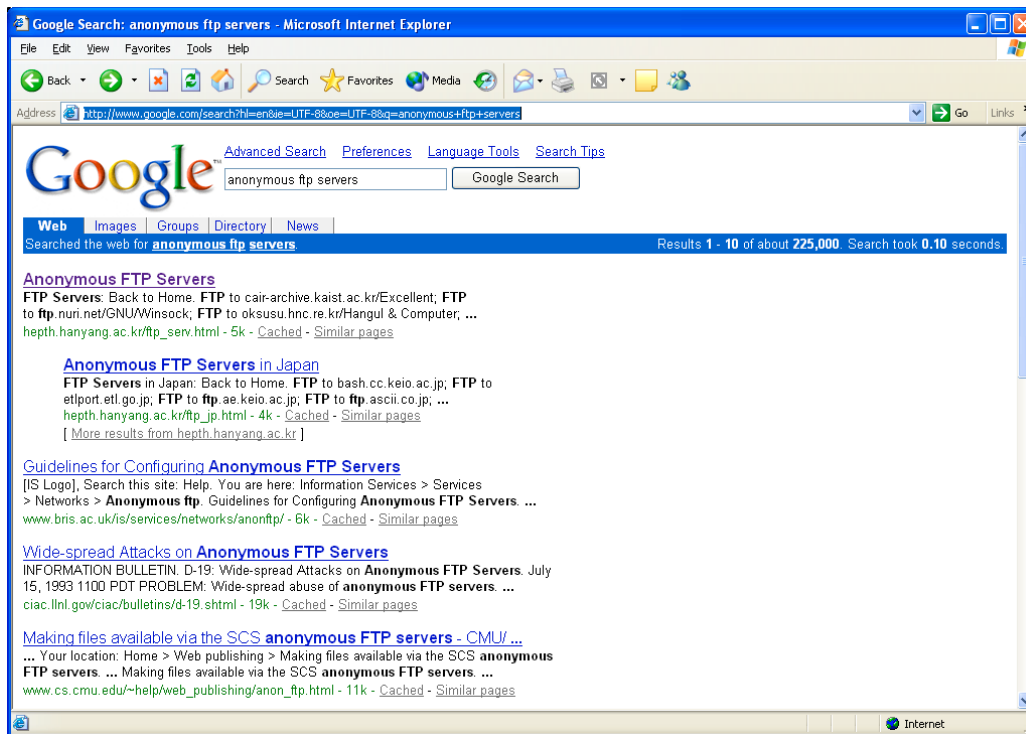 Google Search: anonymous ftp servers - Microsoft Internet Explorer
File Edit View Favorites Tools Help
Back Search Favorites Media
Address http://www.google.com/search?hl=en&ie=UTF-8&oe=UTF-8&q=anonymous+ftp+servers Go Links
Google™ Advanced Search Preferences Language Tools Search Tips
anonymous ftp servers Google Search
Web Images Groups Directory News
Searched the web for anonymous ftp servers. Results 1 - 10 of about 225,000. Search took 0.10 seconds.
Anonymous FTP Servers
FTP Servers: Back to Home. FTP to cair-archive.kaist.ac.kr/Excellent; FTP
to ftp.nuri.net/GNU/Winsock; FTP to oksusu.hnc.re.kr/Hangul & Computer; ...
hepth.hanyang.ac.kr/ftp_serv.html - 5k - Cached - Similar pages
Anonymous FTP Servers in Japan
FTP Servers in Japan: Back to Home. FTP to bash.cc.keio.ac.jp; FTP to
etlport.etl.go.jp; FTP to ftp.ae.keio.ac.jp; FTP to ftp.ascii.co.jp; ...
hepth.hanyang.ac.kr/ftp_jp.html - 4k - Cached - Similar pages
[ More results from hepth.hanyang.ac.kr ]
Guidelines for Configuring Anonymous FTP Servers
[IS Logo], Search this site: Help. You are here: Information Services > Services
> Networks > Anonymous ftp. Guidelines for Configuring Anonymous FTP Servers. ...
www.bris.ac.uk/is/services/networks/anonftp/ - 6k - Cached - Similar pages
Wide-spread Attacks on Anonymous FTP Servers
INFORMATION BULLETIN. D-19: Wide-spread Attacks on Anonymous FTP Servers. July
15, 1993 1100 PDT PROBLEM: Wide-spread abuse of anonymous FTP servers. ...
ciac.llnl.gov/ciac/bulletins/d-19.shtml - 19k - Cached - Similar pages
Making files available via the SCS anonymous FTP servers - CMU/ ...
... Your location: Home > Web publishing > Making files available via the SCS anonymous
FTP servers. ... Making files available via the SCS anonymous FTP servers. ...
www.cs.cmu.edu/~help/web_publishing/anon_ftp.html - 11k - Cached - Similar pages
Internet